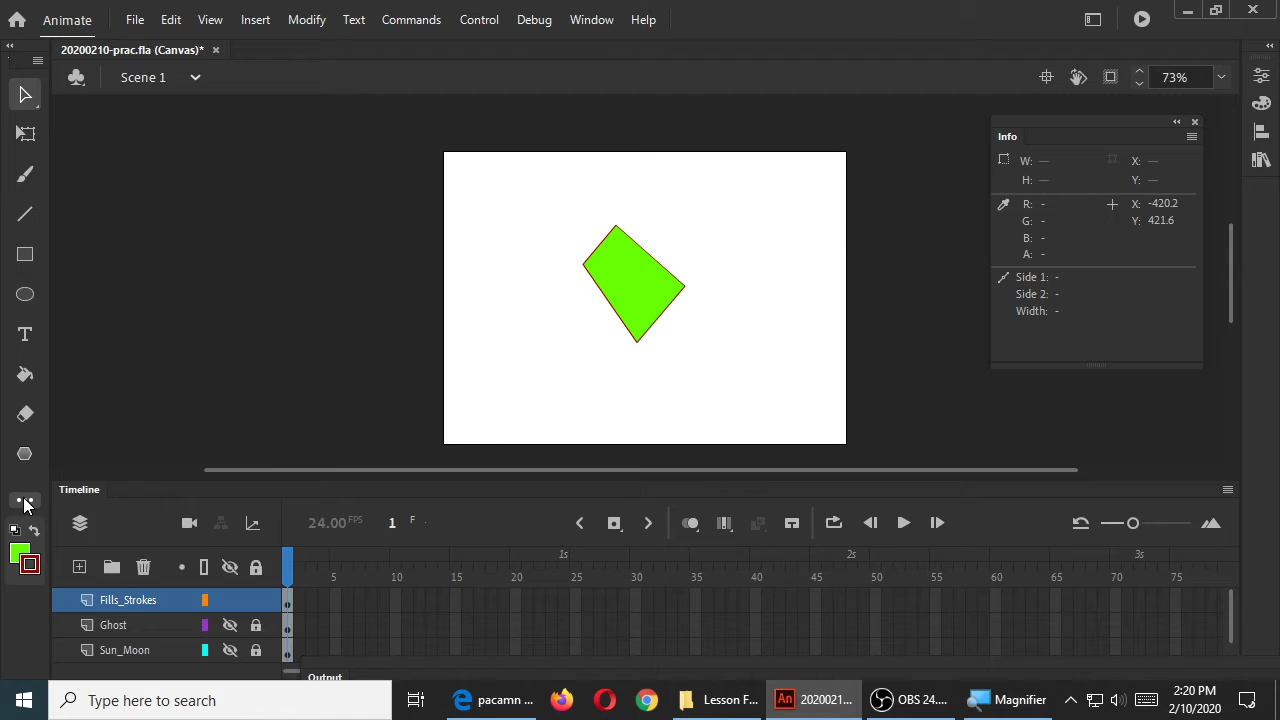 Animate File Edit View Insert Modify Text Commands Control Debug Window Help
20200210-prac.fla (Canvas)*
Scene 1 73%
Info
W: — X: —
H: — Y: —
R: - X: -420.2
G: - Y: 421.6
B: -
A: -
Side 1: -
Side 2: -
Width: -
T
Timeline
24.00 FPS 1 F
1s 2s 3s
5 10 15 20 25 30 35 40 45 50 55 60 65 70 75
Fills_Strokes
Ghost
Sun_Moon
Output
An
Type here to search pacamn ... Lesson F... 2020021... OBS 24.... Magnifier 2:20 PM
2/10/2020